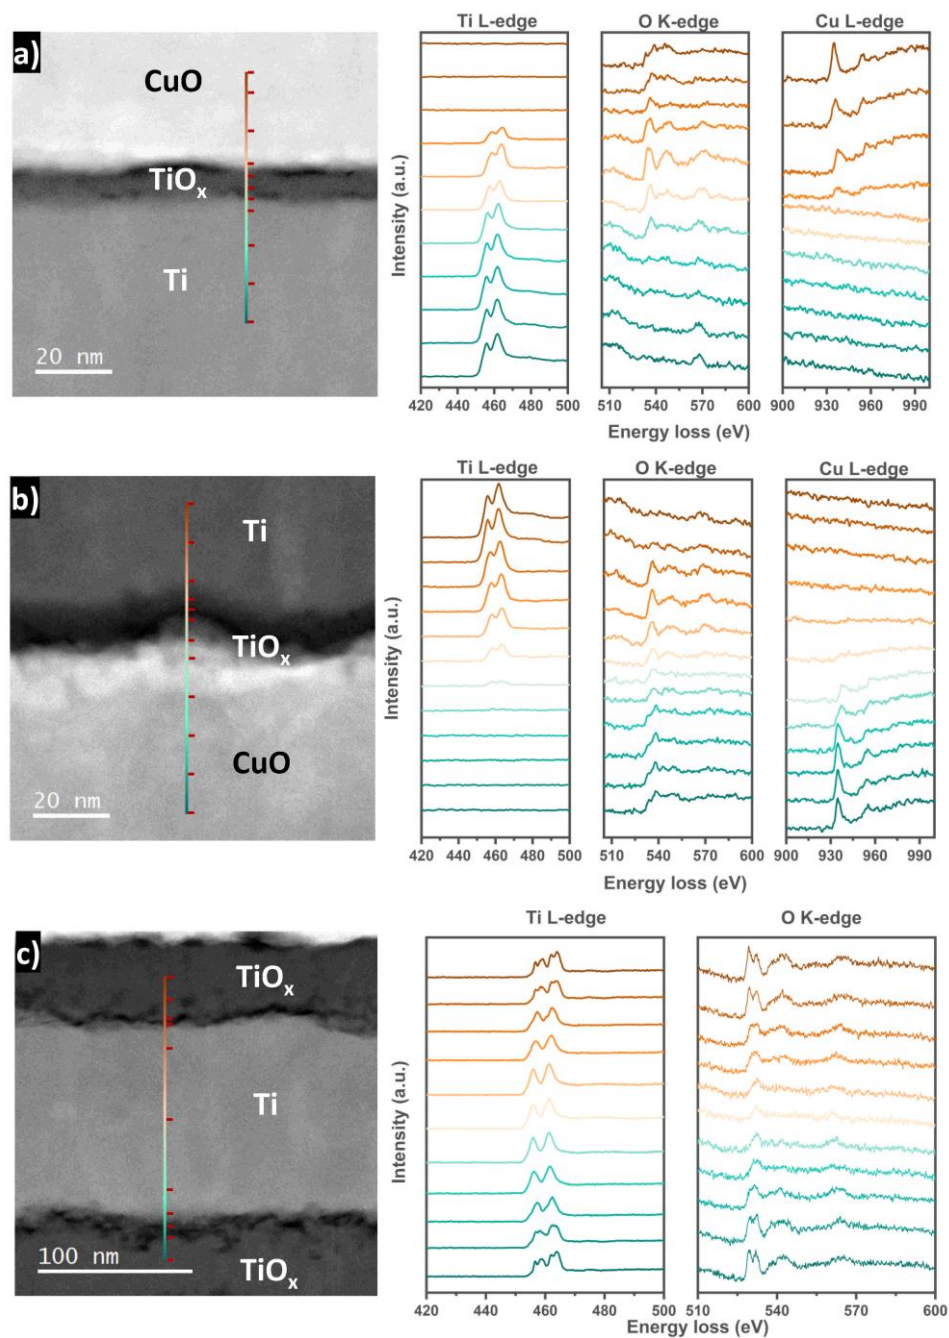 a)
CuO
TiOx
Ti
20 nm
Ti L-edge
O K-edge
Cu L-edge
Intensity (a.u.)
420 440 460 480 500
510 540 570 600
900 930 960 990
Energy loss (eV)
b)
Ti
TiOx
CuO
20 nm
Ti L-edge
O K-edge
Cu L-edge
Intensity (a.u.)
420 440 460 480 500
510 540 570 600
900 930 960 990
Energy loss (eV)
c)
TiOx
Ti
TiOx
100 nm
Ti L-edge
O K-edge
Intensity (a.u.)
420 440 460 480 500
510 540 570 600
Energy loss (eV)